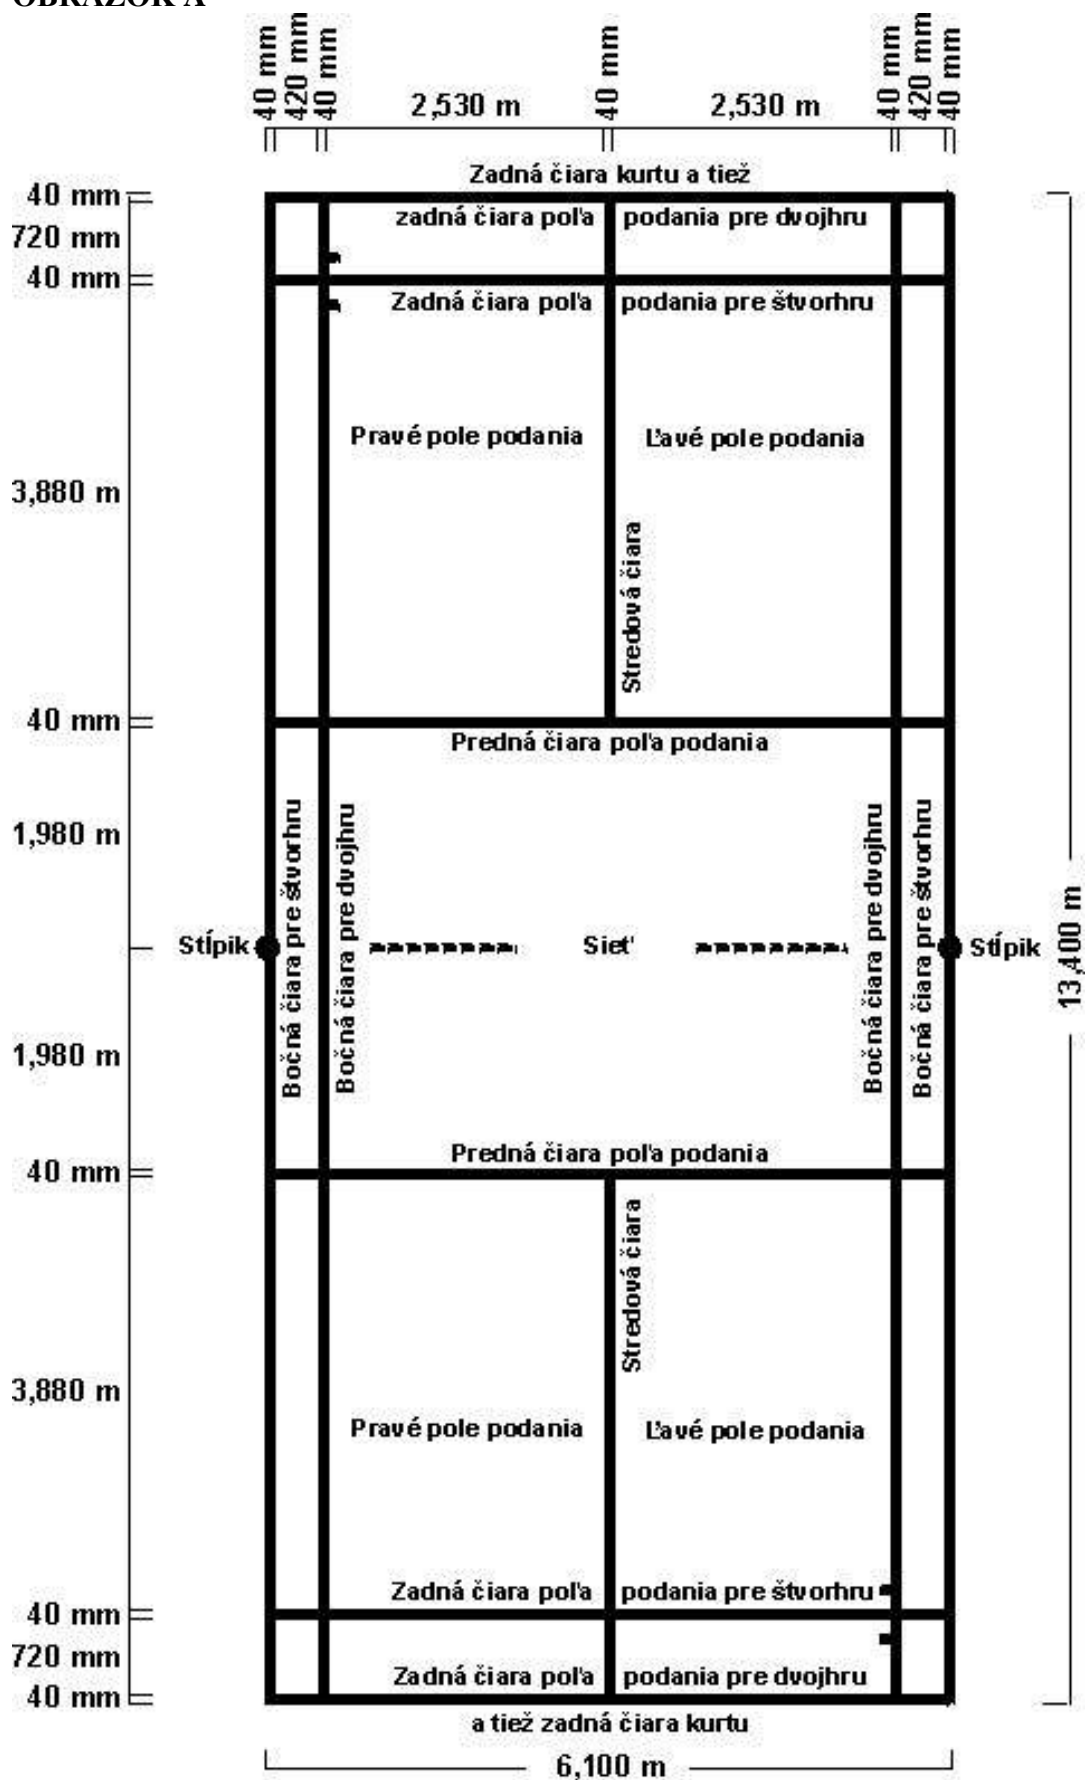 OBRÁZOK A
40 mm
420 mm
40 mm
2,530 m
40 mm
2,530 m
40 mm
420 mm
40 mm
Zadná čiara kurtu a tiež
40 mm
zadná čiara poľa podania pre dvojhru
720 mm
40 mm
Zadná čiara poľa podania pre štvorhru
Pravé pole podania
Ľavé pole podania
3,880 m
Stredová čiara
40 mm
Predná čiara poľa podania
1,980 m
Bočná čiara pre štvorhru
Bočná čiara pre dvojhru
Bočná čiara pre dvojhru
Bočná čiara pre štvorhru
Stĺpik
Sieť
Stĺpik
13,400 m
1,980 m
Predná čiara poľa podania
40 mm
Stredová čiara
3,880 m
Pravé pole podania
Ľavé pole podania
Zadná čiara poľa podania pre štvorhru
40 mm
720 mm
Zadná čiara poľa podania pre dvojhru
40 mm
a tiež zadná čiara kurtu
6,100 m